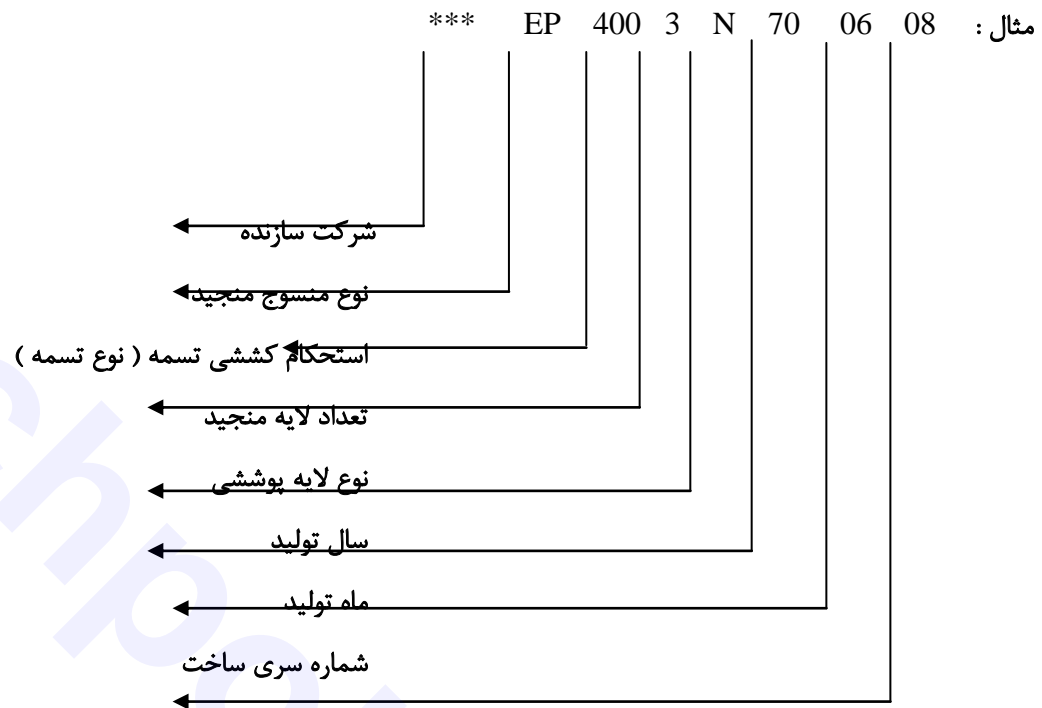 مثال : *** EP 400 3 N 70 06 08
شرکت سازنده
نوع منسوج منجید
استحکام کششی تسمه ( نوع تسمه )
تعداد لایه منجید
نوع لایه پوششی
سال تولید
ماه تولید
شماره سری ساخت